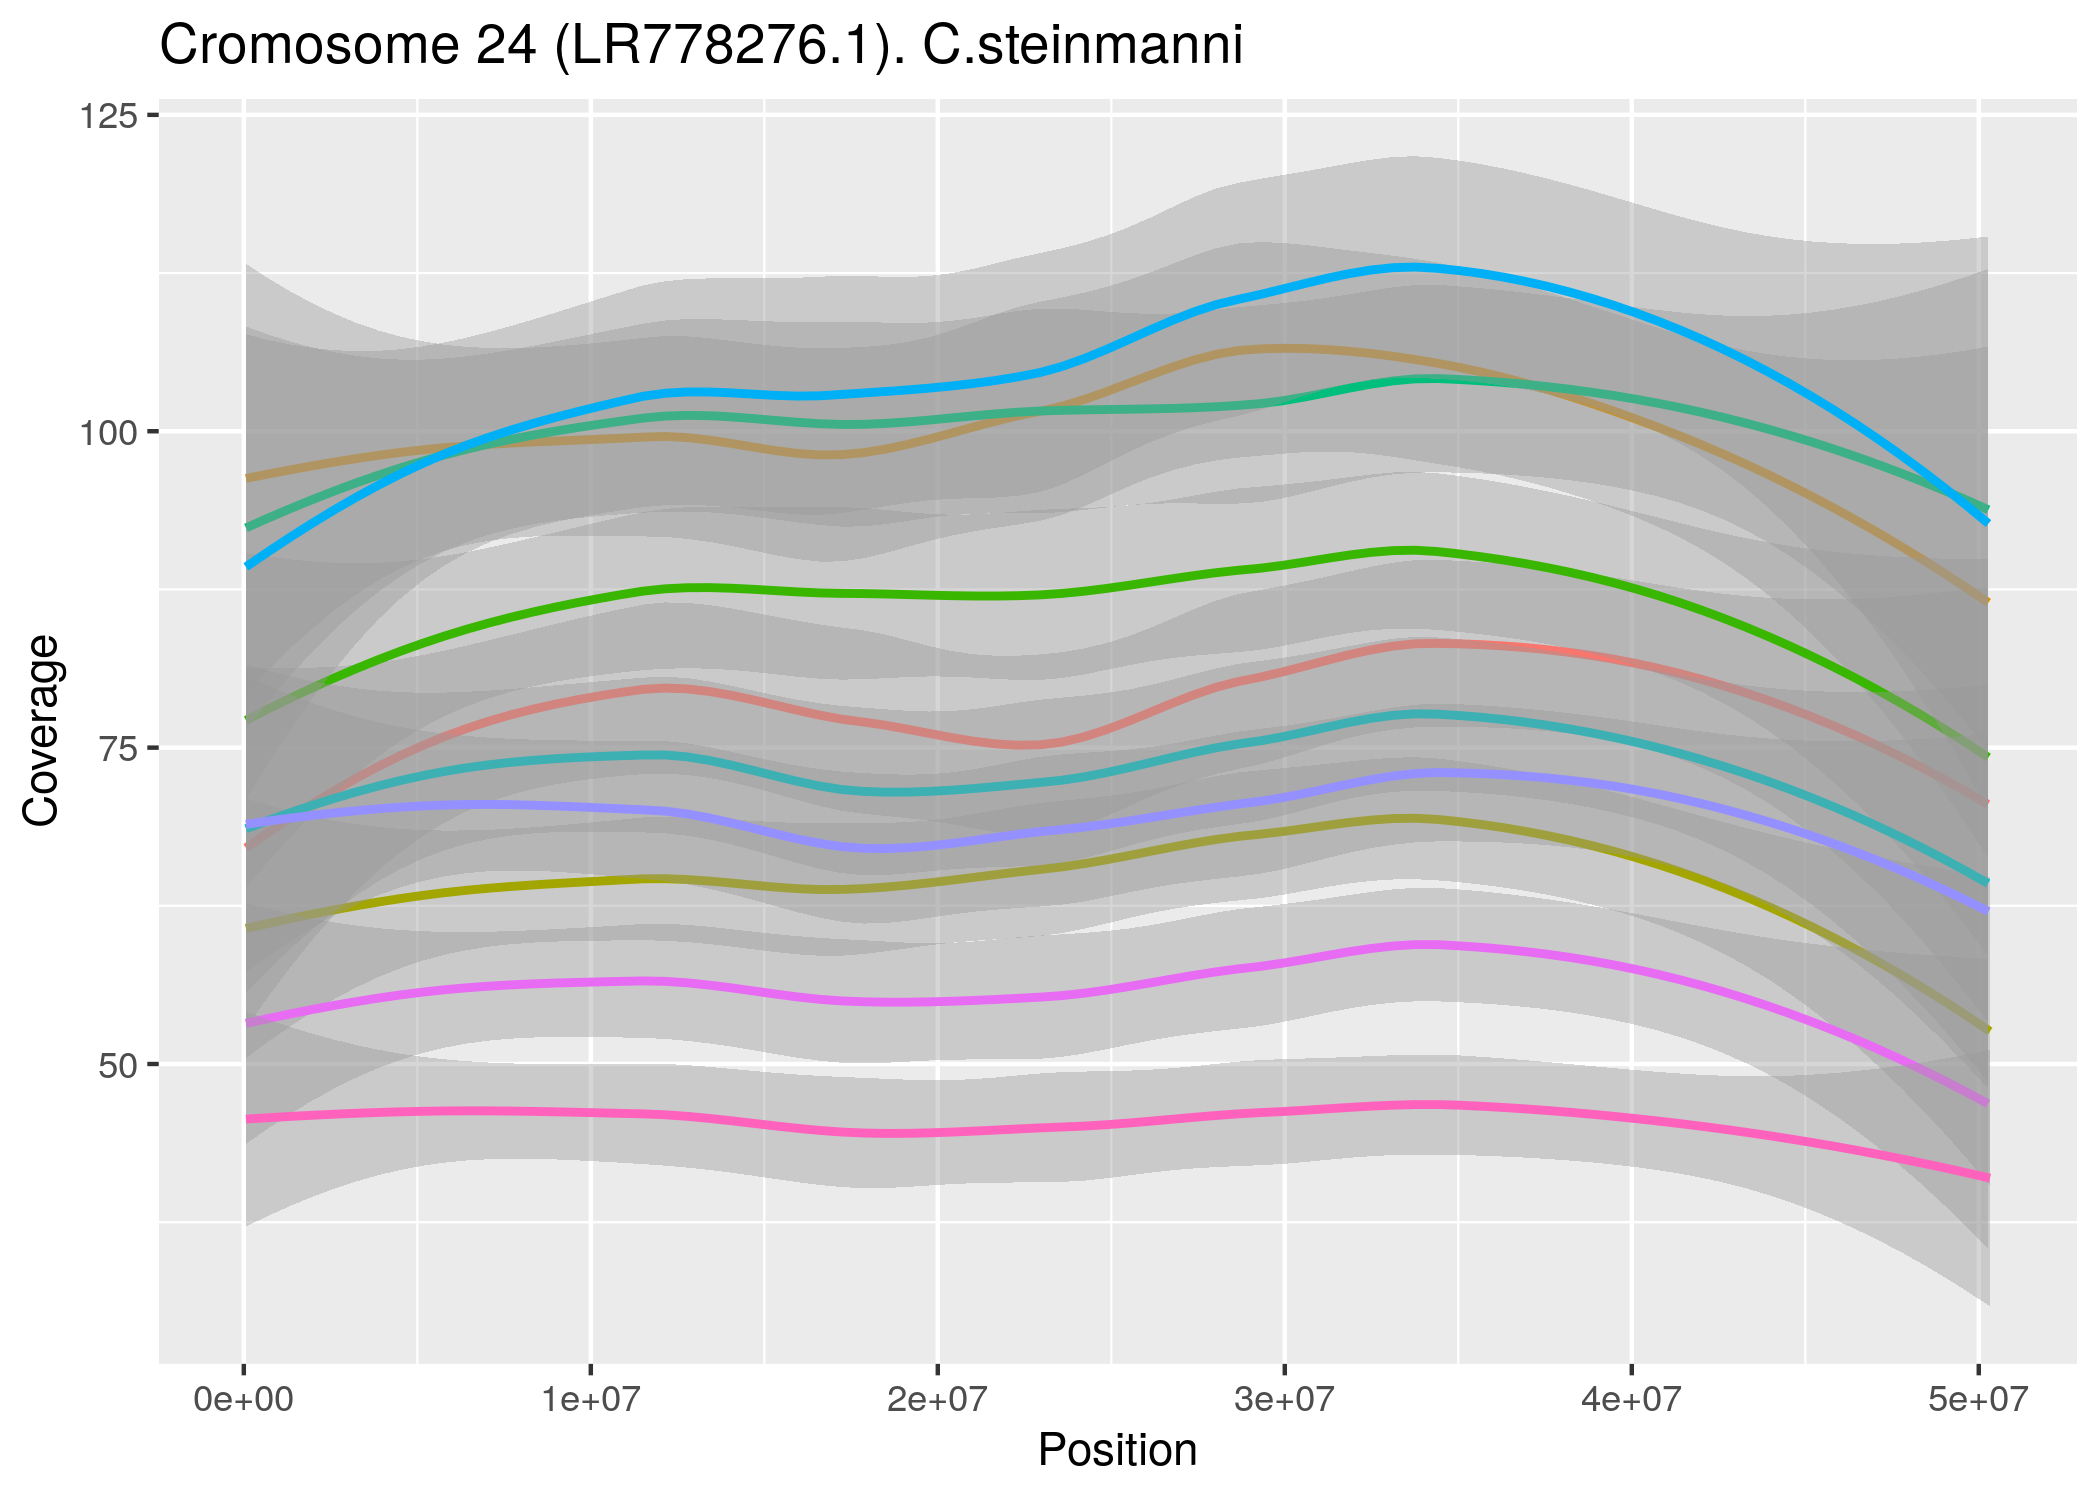 Cromosome 24 (LR778276.1). C.steinmanni
125
100
75
50
Coverage
0e+00 1e+07 2e+07 3e+07 4e+07 5e+07
Position